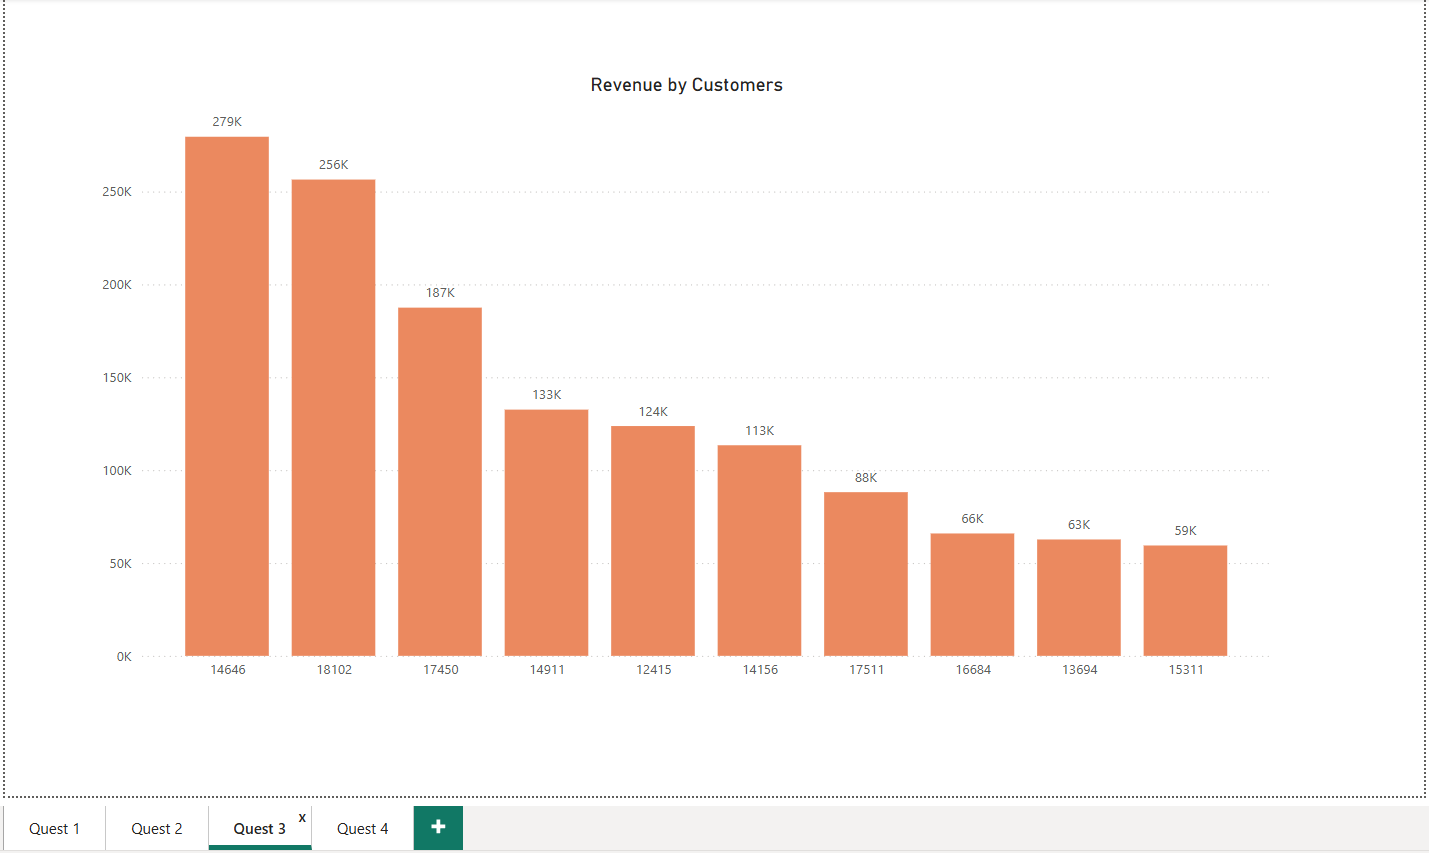 Revenue by Customers
279K
256K
250K
200K
187K
150K
133K
124K
113K
100K
88K
66K
63K
59K
50K
0K
14646 18102 17450 14911 12415 14156 17511 16684 13694 15311
Quest 1 Quest 2 Quest 3 x Quest 4 +